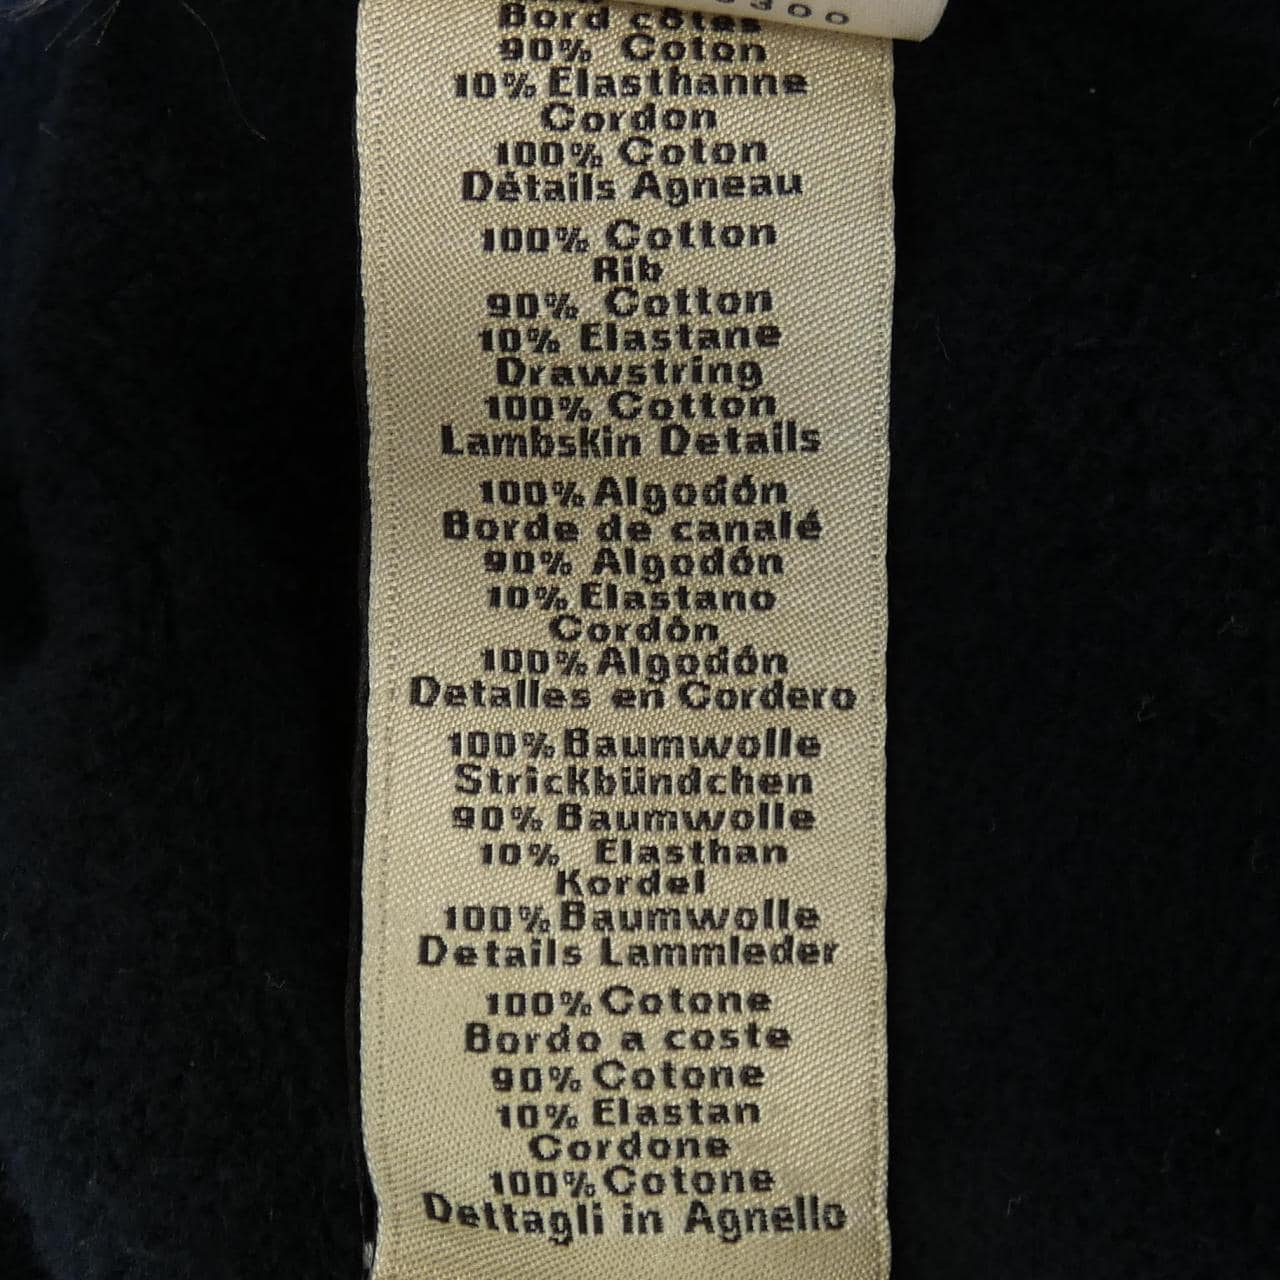 300
Bord côtes
90% Coton
10% Elasthanne
Cordon
100% Coton
Détails Agneau
100% Cotton
Rib
90% Cotton
10% Elastane
Drawstring
100% Cotton
Lambskin Details
100% Algodón
Borde de canalé
90% Algodón
10% Elastano
Cordón
100% Algodón
Detalles en Cordero
100% Baumwolle
Strickbündchen
90% Baumwolle
10% Elasthan
Kordel
100% Baumwolle
Details Lammleder
100% Cotone
Bordo a coste
90% Cotone
10% Elastan
Cordone
100% Cotone
Dettagli in Agnello